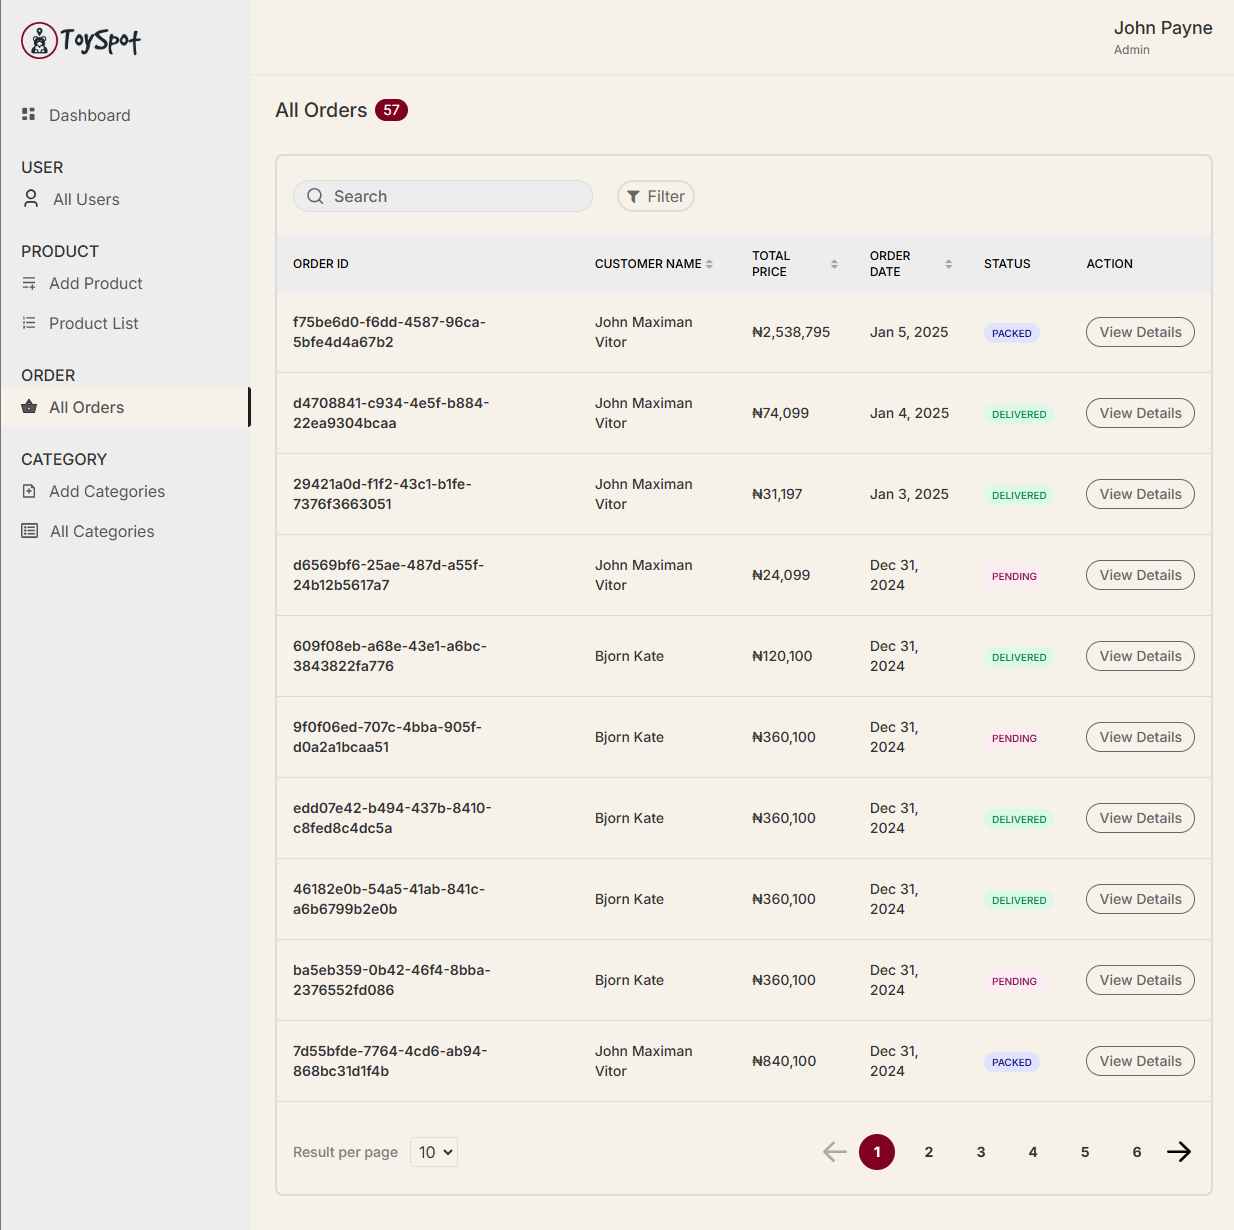 ToySpot
John Payne
Admin
Dashboard
USER
All Users
PRODUCT
Add Product
Product List
ORDER
All Orders
CATEGORY
Add Categories
All Categories
All Orders 57
Search
Filter
ORDER ID CUSTOMER NAME TOTAL PRICE ORDER DATE STATUS ACTION
f75be6d0-f6dd-4587-96ca-
5bfe4d4a67b2
John Maximan
Vitor
₦2,538,795
Jan 5, 2025
PACKED
View Details
d4708841-c934-4e5f-b884-
22ea9304bcaa
John Maximan
Vitor
₦74,099
Jan 4, 2025
DELIVERED
View Details
29421a0d-f1f2-43c1-b1fe-
7376f3663051
John Maximan
Vitor
₦31,197
Jan 3, 2025
DELIVERED
View Details
d6569bf6-25ae-487d-a55f-
24b12b5617a7
John Maximan
Vitor
₦24,099
Dec 31,
2024
PENDING
View Details
609f08eb-a68e-43e1-a6bc-
3843822fa776
Bjorn Kate
₦120,100
Dec 31,
2024
DELIVERED
View Details
9f0f06ed-707c-4bba-905f-
d0a2a1bcaa51
Bjorn Kate
₦360,100
Dec 31,
2024
PENDING
View Details
edd07e42-b494-437b-8410-
c8fed8c4dc5a
Bjorn Kate
₦360,100
Dec 31,
2024
DELIVERED
View Details
46182e0b-54a5-41ab-841c-
a6b6799b2e0b
Bjorn Kate
₦360,100
Dec 31,
2024
DELIVERED
View Details
ba5eb359-0b42-46f4-8bba-
2376552fd086
Bjorn Kate
₦360,100
Dec 31,
2024
PENDING
View Details
7d55bfde-7764-4cd6-ab94-
868bc31d1f4b
John Maximan
Vitor
₦840,100
Dec 31,
2024
PACKED
View Details
Result per page 10
1 2 3 4 5 6